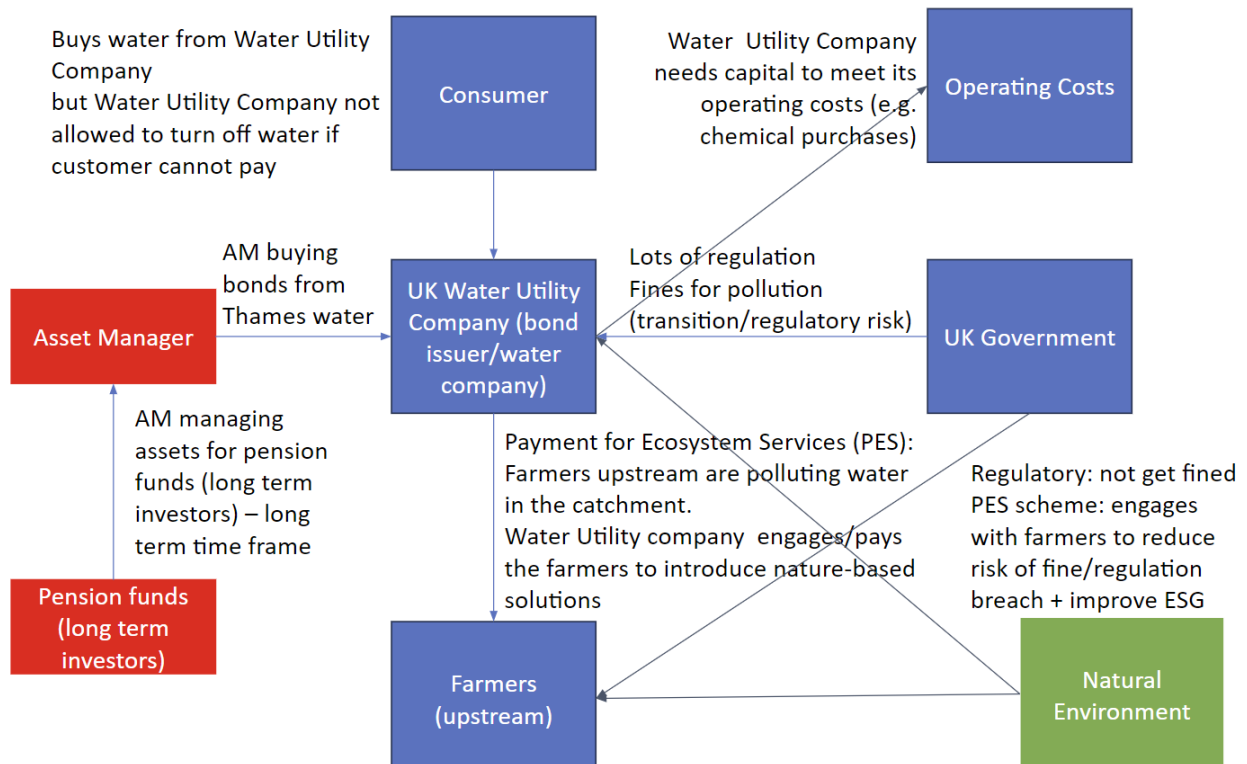 Buys water from Water Utility
Company
but Water Utility Company not
allowed to turn off water if
customer cannot pay
Consumer
Water  Utility Company
needs capital to meet its
operating costs (e.g.
chemical purchases)
Operating Costs
AM buying
bonds from
Thames water
Asset Manager
UK Water Utility
Company (bond
issuer/water
company)
Lots of regulation
Fines for pollution
(transition/regulatory risk)
UK Government
AM managing
assets for pension
funds (long term
investors) – long
term time frame
Payment for Ecosystem Services (PES):
Farmers upstream are polluting water
in the catchment.
Water Utility company  engages/pays
the farmers to introduce nature-based
solutions
Regulatory: not get fined
PES scheme: engages
with farmers to reduce
risk of fine/regulation
breach + improve ESG
Pension funds
(long term
investors)
Farmers
(upstream)
Natural
Environment